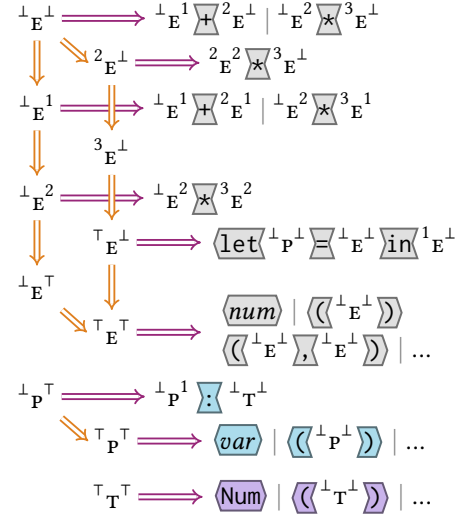 ⊥E⊥ ⟹ ⊥E1 + 2E⊥ | ⊥E2 * 3E⊥
2E⊥ ⟹ 2E2 * 3E⊥
⊥E1 ⟹ ⊥E1 + 2E1 | ⊥E2 * 3E1
3E⊥
⊥E2 ⟹ ⊥E2 * 3E2
⊤E⊥ ⟹ let ⊥P⊥ = ⊥E⊥ in 1E⊥
⊥E⊤
⊤E⊤ ⟹ num | ( ⊥E⊥ )
( ⊥E⊥ , ⊥E⊥ ) | ...
⊥P⊤ ⟹ ⊥P1 : ⊥T⊥
⊤P⊤ ⟹ var | ( ⊥P⊥ ) | ...
⊤T⊤ ⟹ Num | ( ⊥T⊥ ) | ...